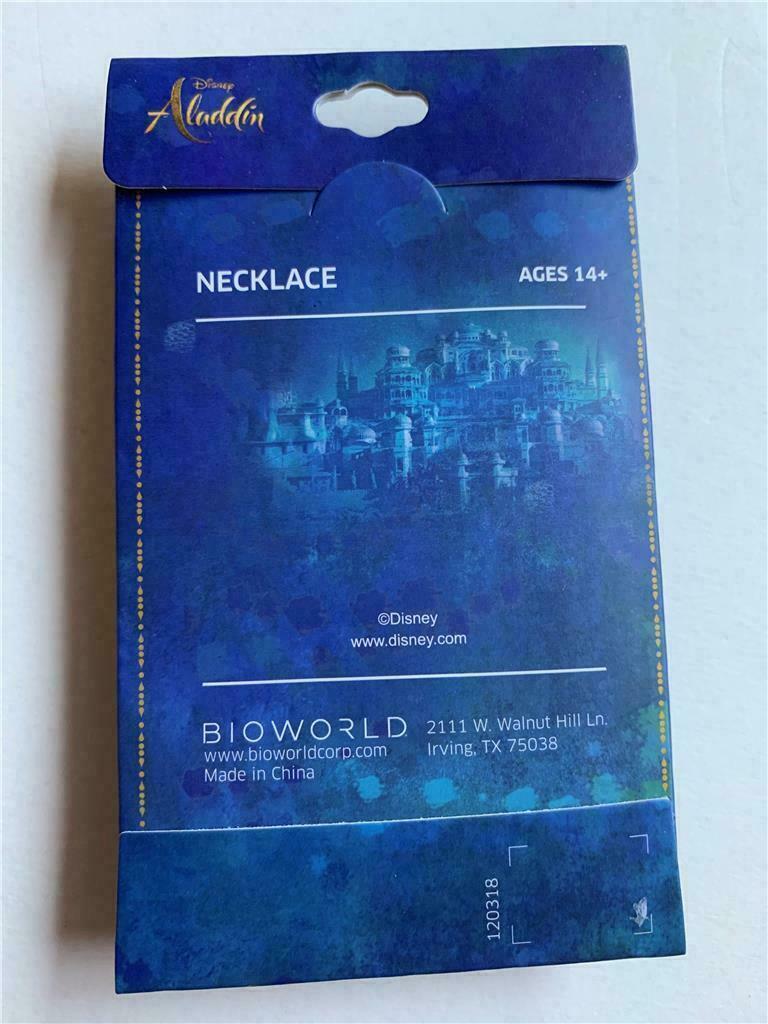 Disney
Aladdin
NECKLACE
AGES 14+
©Disney
www.disney.com
BIOWORLD
www.bioworldcorp.com
Made in China
2111 W. Walnut Hill Ln.
Irving, TX 75038
120318